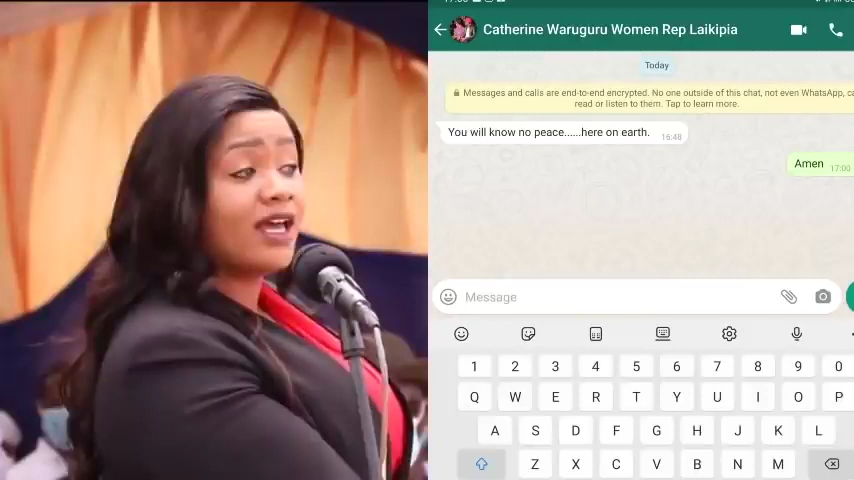 Catherine Waruguru Women Rep Laikipia
Today
Messages and calls are end-to-end encrypted. No one outside of this chat, not even WhatsApp, ca
read or listen to them. Tap to learn more.
You will know no peace......here on earth. 16:48
Amen 17:00
Message
1 2 3 4 5 6 7 8 9 0
Q W E R T Y U I O P
A S D F G H J K L
Z X C V B N M